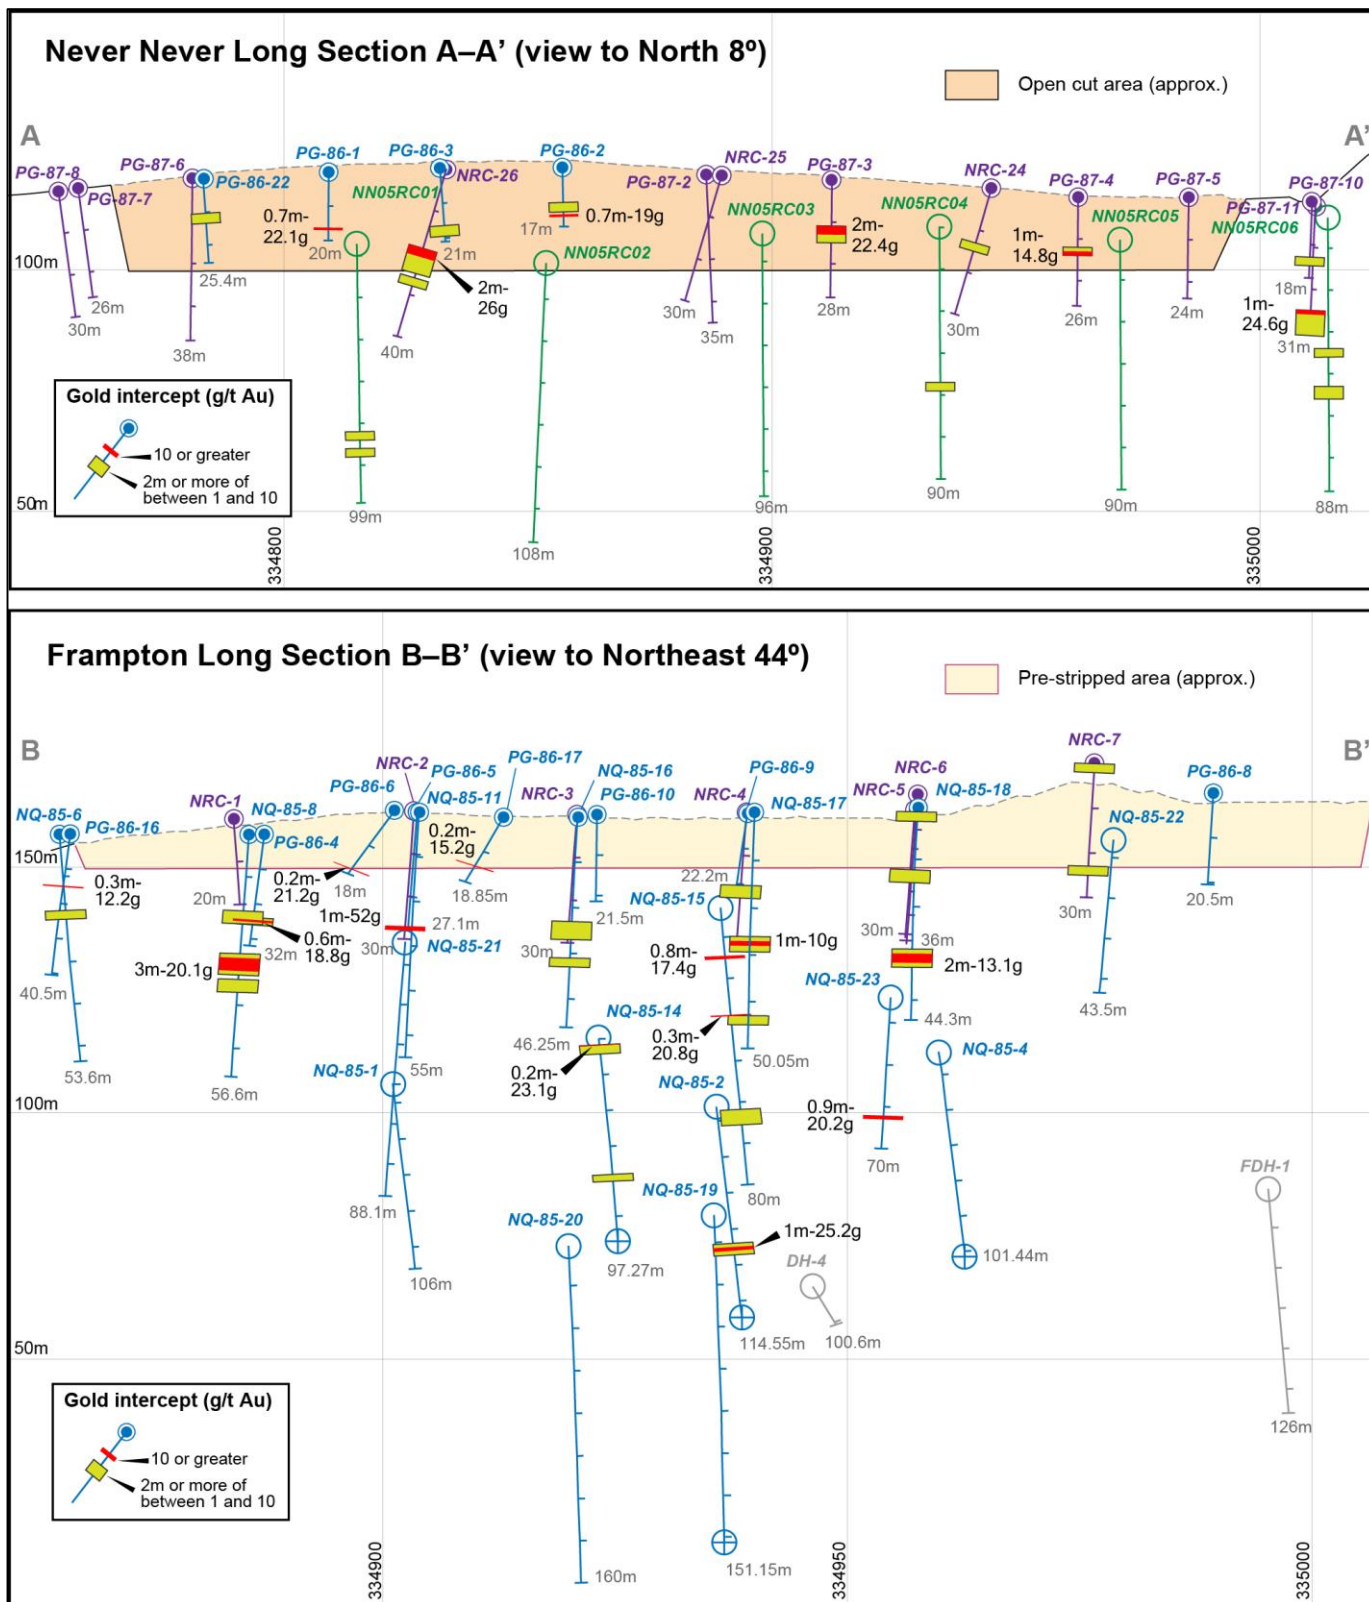 Never Never Long Section A–A’ (view to North 8º)
Open cut area (approx.)
A
A’
PG-87-8
PG-87-7
PG-87-6
PG-86-22
PG-86-1
PG-86-3
NRC-26
PG-86-2
NRC-25
PG-87-2
PG-87-3
NRC-24
PG-87-4
PG-87-5
PG-87-10
PG-87-11
NN05RC01
NN05RC02
NN05RC03
NN05RC04
NN05RC05
NN05RC06
0.7m-
22.1g
20m
21m
17m
0.7m-19g
2m-
22.4g
1m-
14.8g
100m
25.4m
26m
30m
38m
40m
2m-
26g
30m
35m
28m
30m
26m
24m
18m
1m-
24.6g
31m
Gold intercept (g/t Au)
10 or greater
2m or more of
between 1 and 10
50m
99m
108m
96m
90m
90m
88m
334800
334900
335000
Frampton Long Section B–B’ (view to Northeast 44º)
Pre-stripped area (approx.)
B
B’
NQ-85-6
PG-86-16
NRC-1
NQ-85-8
PG-86-4
PG-86-6
NRC-2
PG-86-5
NQ-85-11
PG-86-17
NRC-3
NQ-85-16
PG-86-10
NRC-4
PG-86-9
NQ-85-17
NRC-5
NRC-6
NQ-85-18
NRC-7
NQ-85-22
PG-86-8
150m
0.3m-
12.2g
20m
0.2m-
21.2g
18m
0.2m-
15.2g
18.85m
1m-52g
27.1m
30m
NQ-85-21
0.6m-
18.8g
32m
3m-20.1g
21.5m
30m
22.2m
NQ-85-15
0.8m-
17.4g
1m-10g
30m
36m
2m-13.1g
30m
20.5m
40.5m
53.6m
56.6m
NQ-85-1
55m
46.25m
NQ-85-14
0.2m-
23.1g
0.3m-
20.8g
50.05m
NQ-85-23
44.3m
43.5m
NQ-85-4
100m
NQ-85-2
0.9m-
20.2g
70m
88.1m
106m
NQ-85-20
97.27m
NQ-85-19
80m
1m-25.2g
DH-4
100.6m
114.55m
101.44m
FDH-1
126m
50m
Gold intercept (g/t Au)
10 or greater
2m or more of
between 1 and 10
160m
151.15m
334900
334950
335000